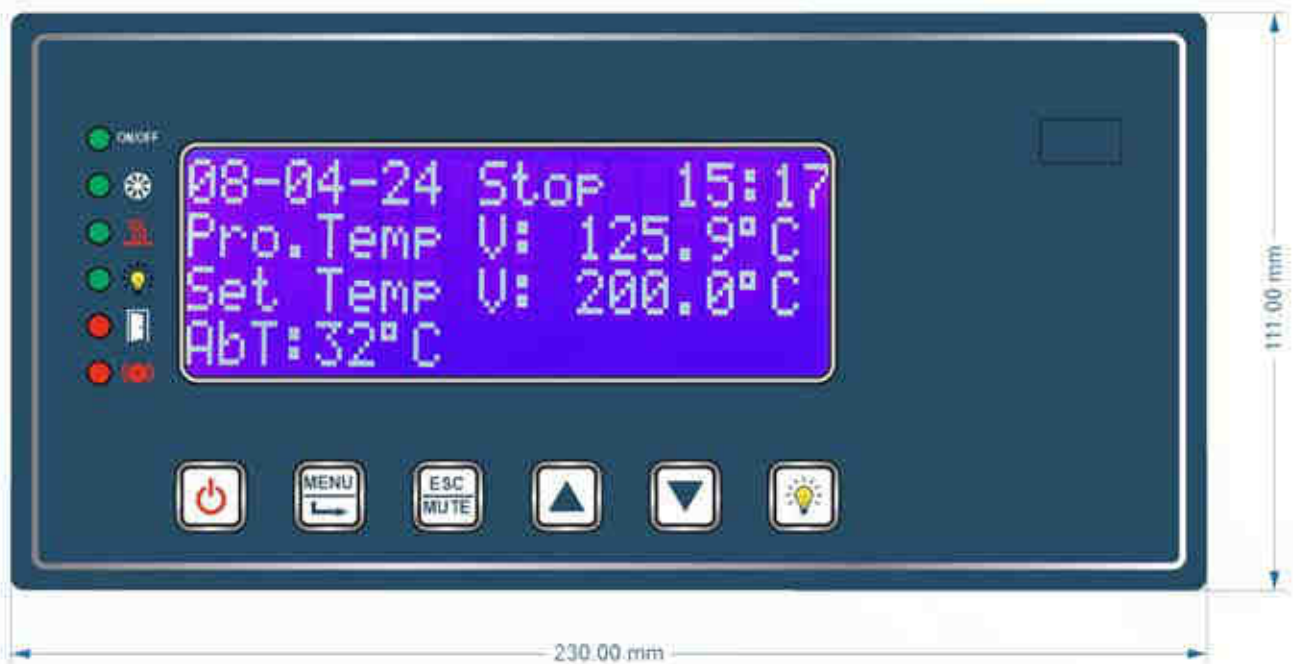 ON/OFF
08-04-24 Stop 15:17
Pro.Temp V: 125.9°C
Set Temp V: 200.0°C
AbT:32°C
MENU
ESC
MUTE
111.00 mm
230.00 mm